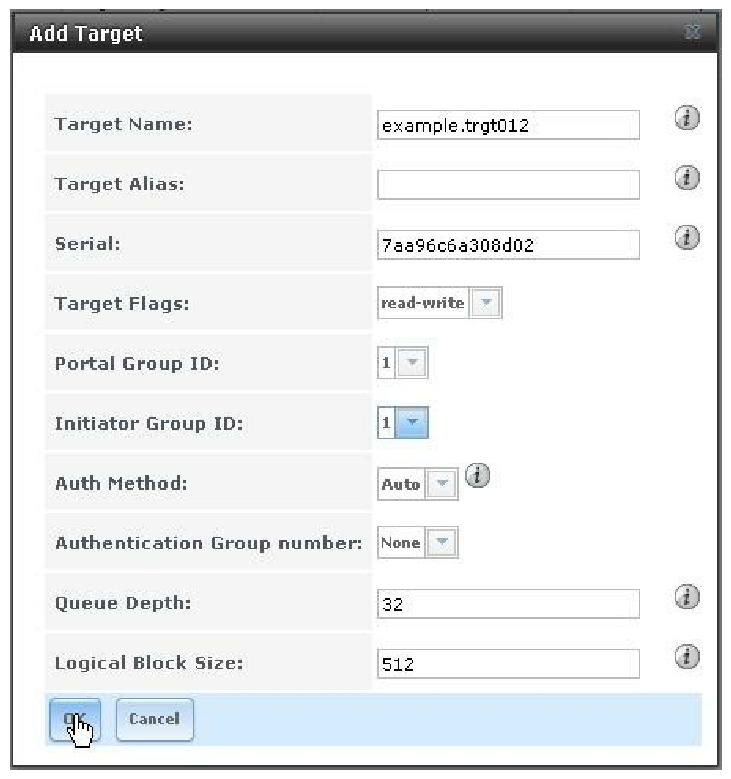 Add Target
Target Name: example.trgt012
Target Alias:
Serial: 7aa96c6a308d02
Target Flags: read-write
Portal Group ID: 1
Initiator Group ID: 1
Auth Method: Auto
Authentication Group number: None
Queue Depth: 32
Logical Block Size: 512
OK Cancel